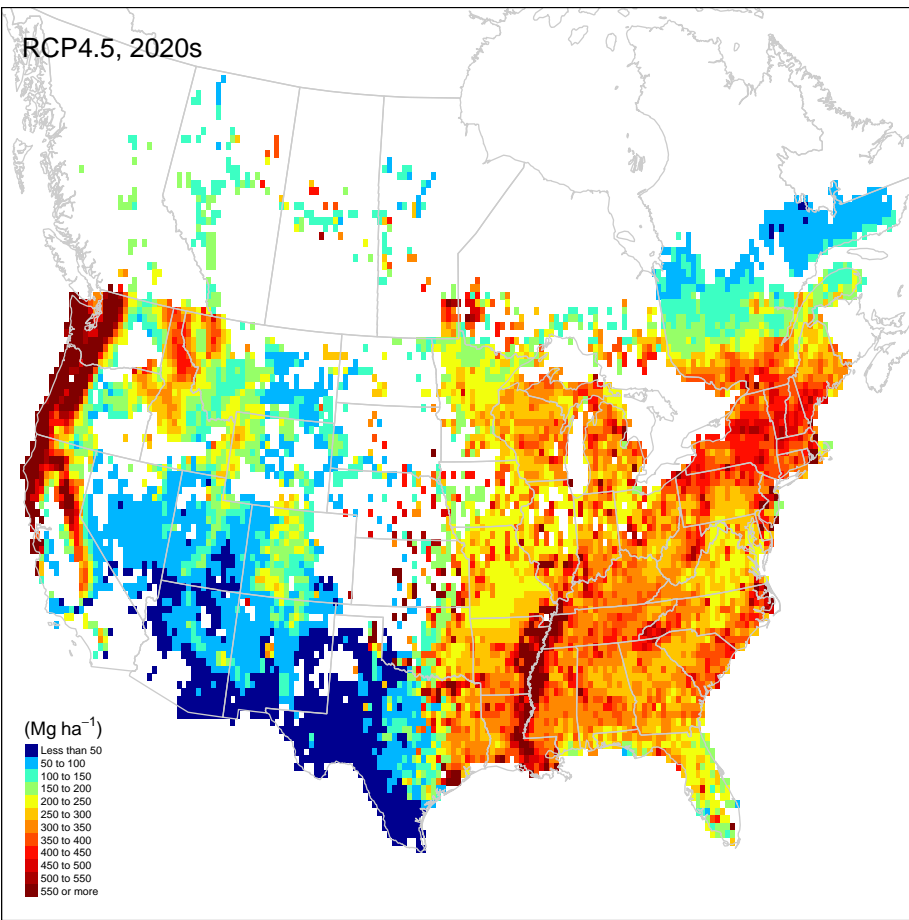 RCP4.5, 2020s
(Mg ha⁻¹)
Less than 50
50 to 100
100 to 150
150 to 200
200 to 250
250 to 300
300 to 350
350 to 400
400 to 450
450 to 500
500 to 550
550 or more